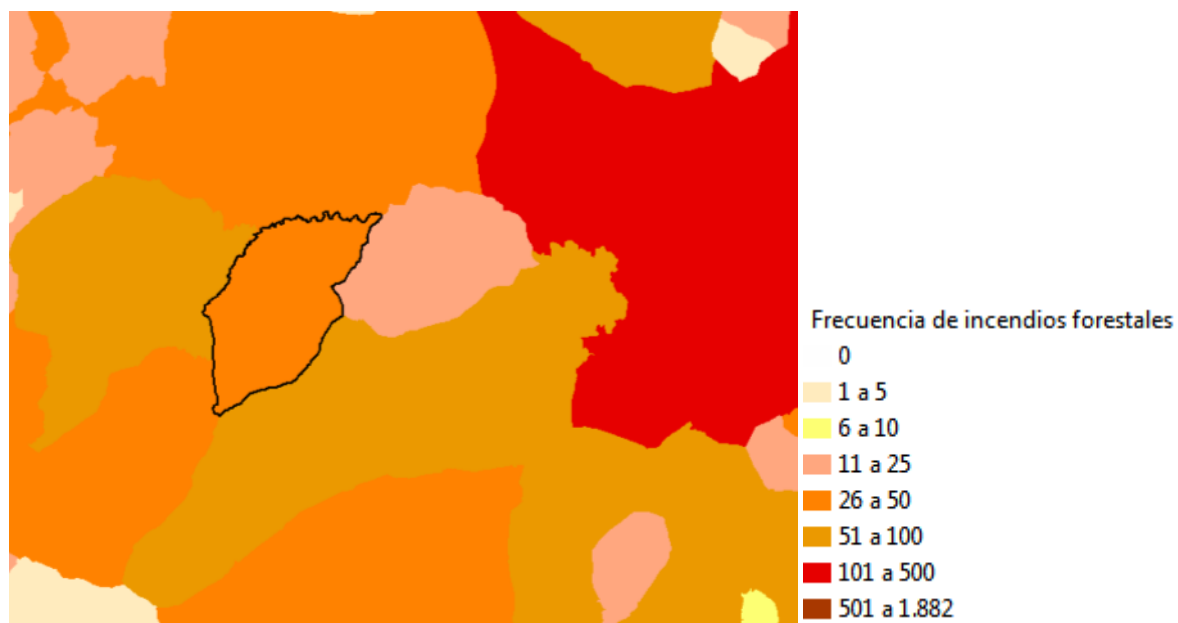 Frecuencia de incendios forestales
0
1 a 5
6 a 10
11 a 25
26 a 50
51 a 100
101 a 500
501 a 1.882